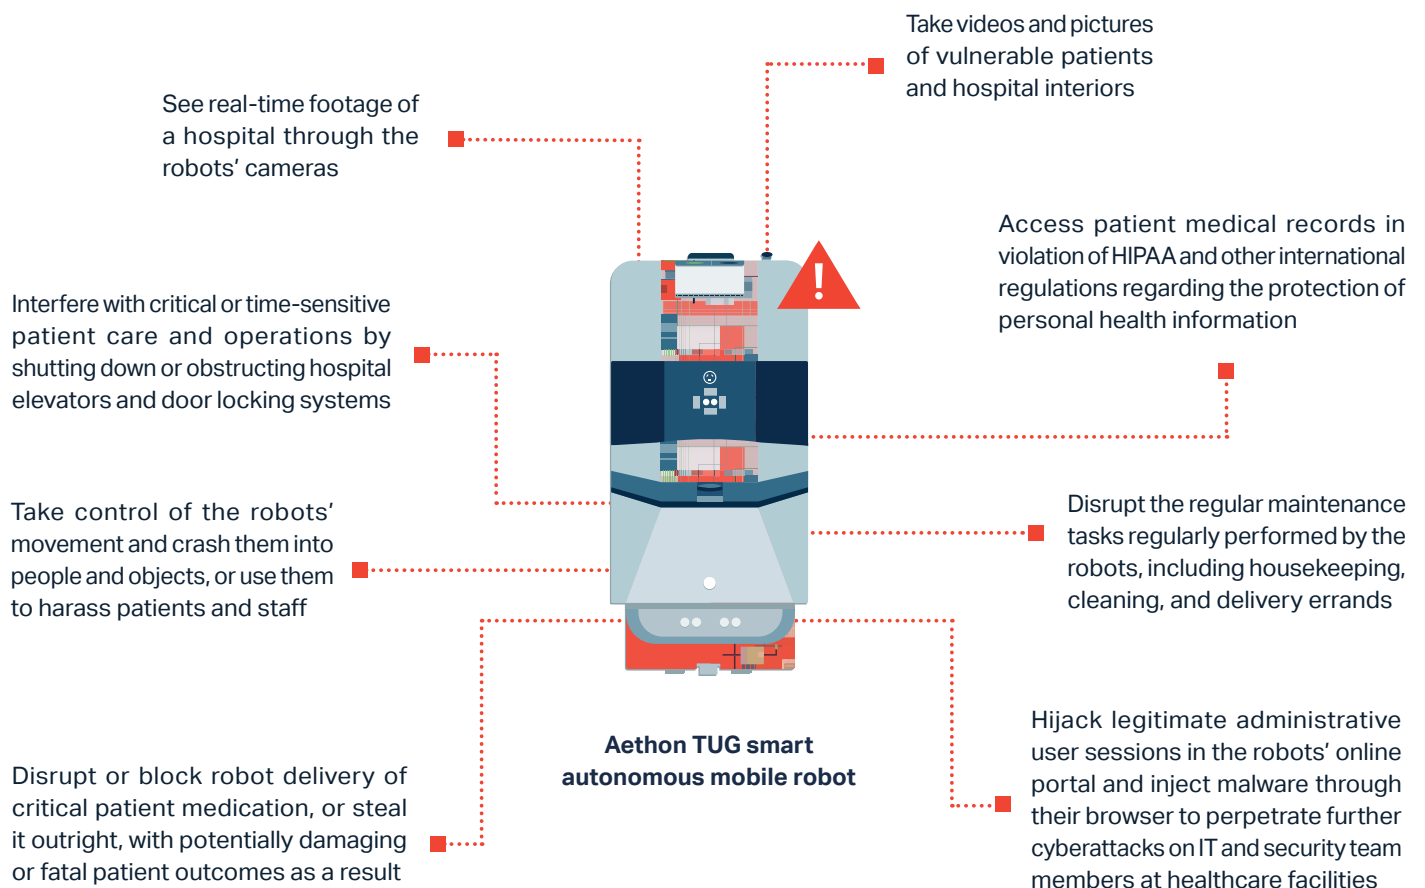 Take videos and pictures
of vulnerable patients
and hospital interiors
See real-time footage of
a hospital through the
robots’ cameras
Access patient medical records in
violation of HIPAA and other international
regulations regarding the protection of
personal health information
Interfere with critical or time-sensitive
patient care and operations by
shutting down or obstructing hospital
elevators and door locking systems
Take control of the robots’
movement and crash them into
people and objects, or use them
to harass patients and staff
Disrupt the regular maintenance
tasks regularly performed by the
robots, including housekeeping,
cleaning, and delivery errands
Disrupt or block robot delivery of
critical patient medication, or steal
it outright, with potentially damaging
or fatal patient outcomes as a result
Aethon TUG smart
autonomous mobile robot
Hijack legitimate administrative
user sessions in the robots’ online
portal and inject malware through
their browser to perpetrate further
cyberattacks on IT and security team
members at healthcare facilities